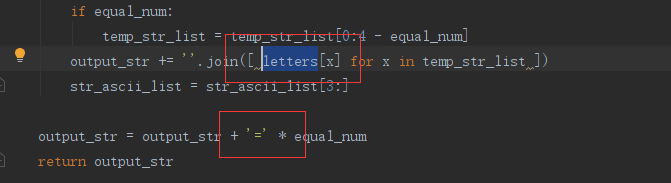 if equal_num:
temp_str_list = temp_str_list[0:4 - equal_num]
output_str += ''.join([ letters[x] for x in temp_str_list ])
str_ascii_list = str_ascii_list[3:]
output_str = output_str + '=' * equal_num
return output_str